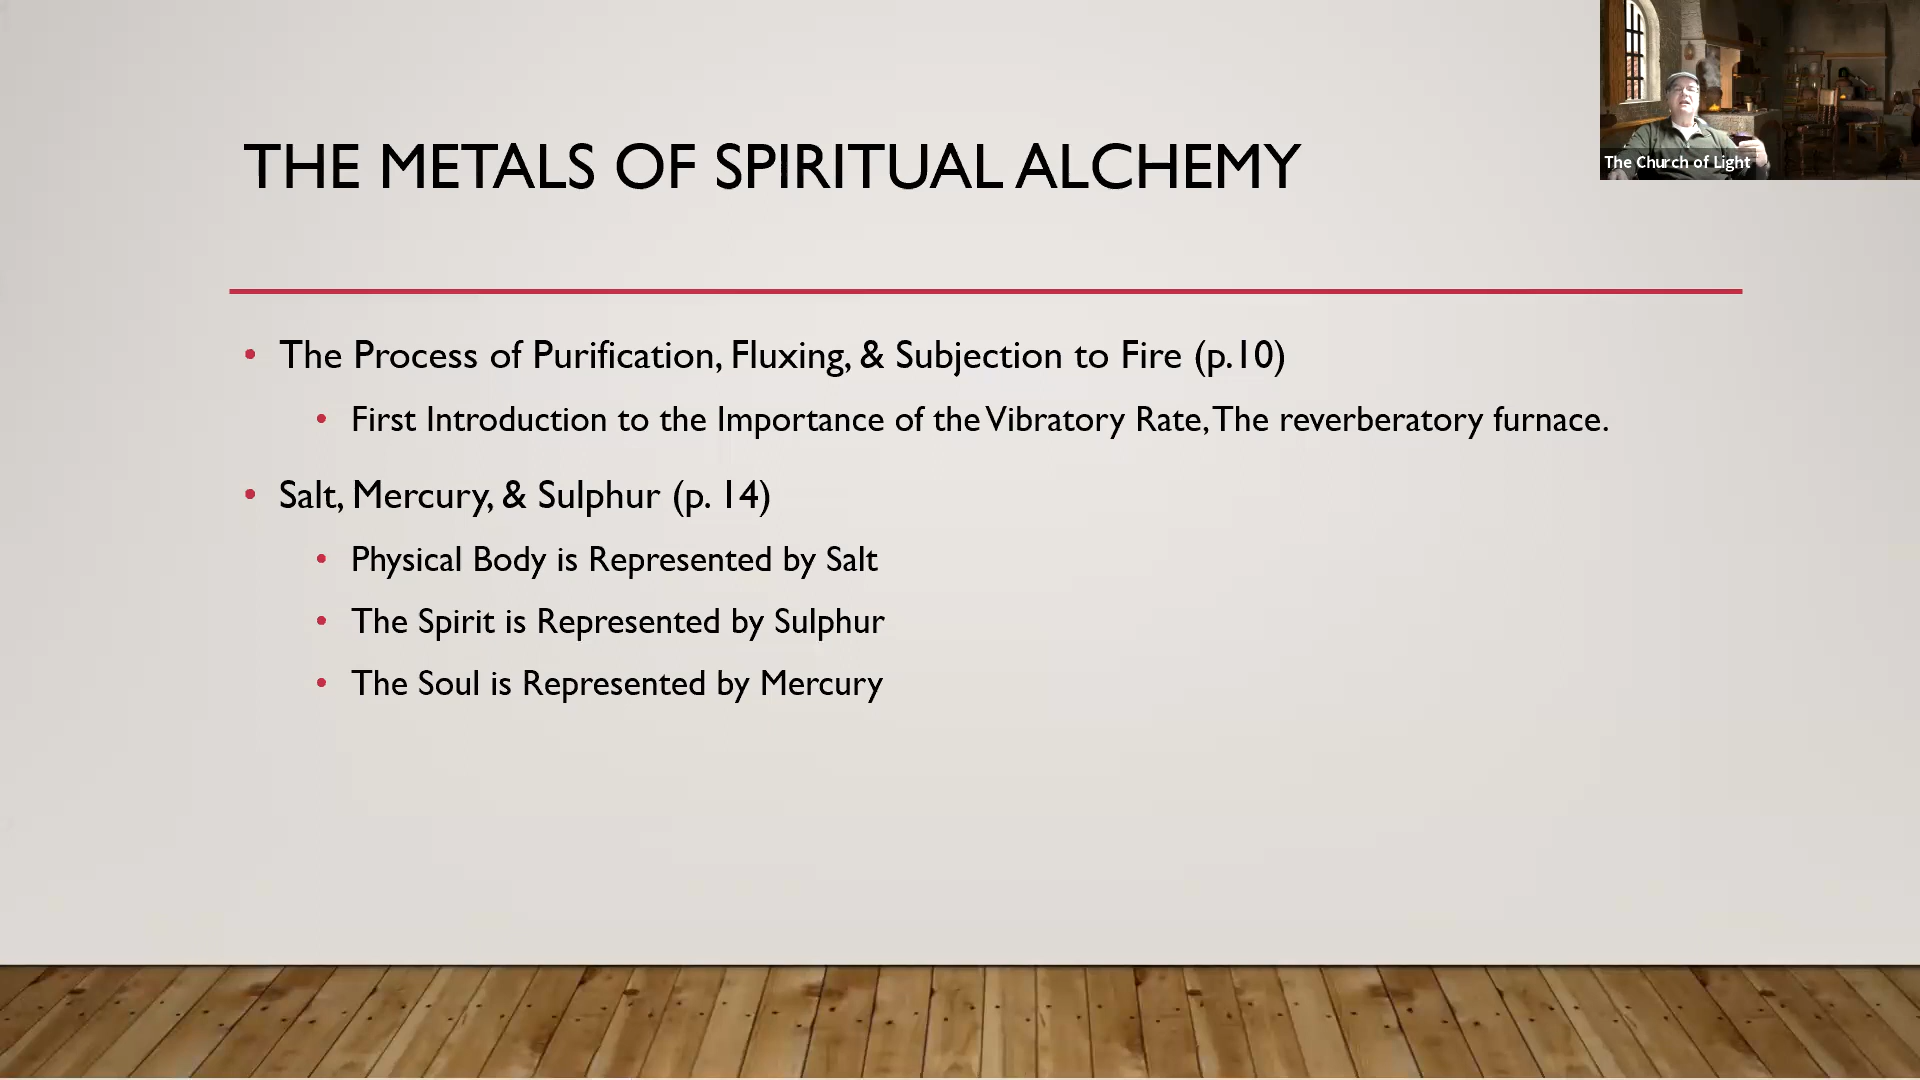 The Church of Light
THE METALS OF SPIRITUAL ALCHEMY
• The Process of Purification, Fluxing, & Subjection to Fire (p.10)
• First Introduction to the Importance of the Vibratory Rate, The reverberatory furnace.
• Salt, Mercury, & Sulphur (p. 14)
• Physical Body is Represented by Salt
• The Spirit is Represented by Sulphur
• The Soul is Represented by Mercury